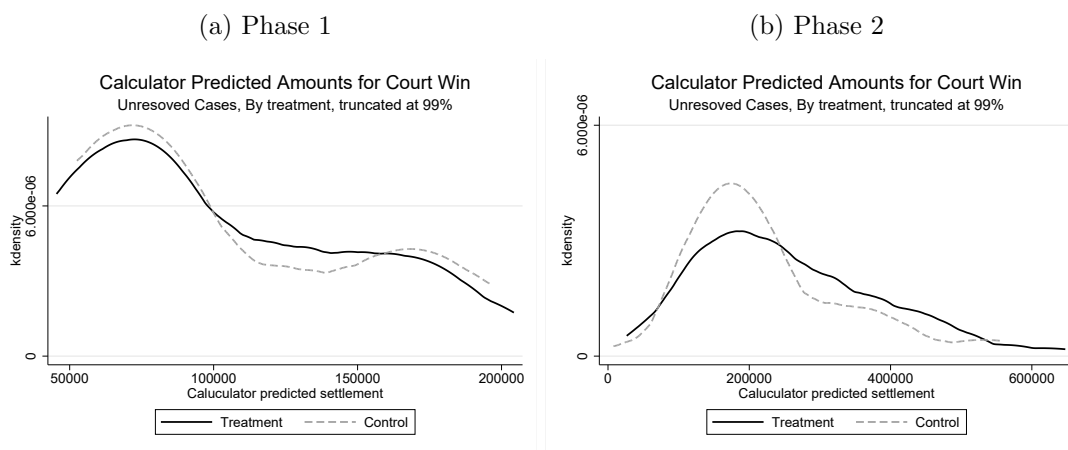 (a) Phase 1
Calculator Predicted Amounts for Court Win
Unresoved Cases, By treatment, truncated at 99%
kdensity
6.000e-06
0
50000 100000 150000 200000
Caluculator predicted settlement
Treatment Control
(b) Phase 2
Calculator Predicted Amounts for Court Win
Unresoved Cases, By treatment, truncated at 99%
kdensity
6.000e-06
0
0 200000 400000 600000
Caluculator predicted settlement
Treatment Control